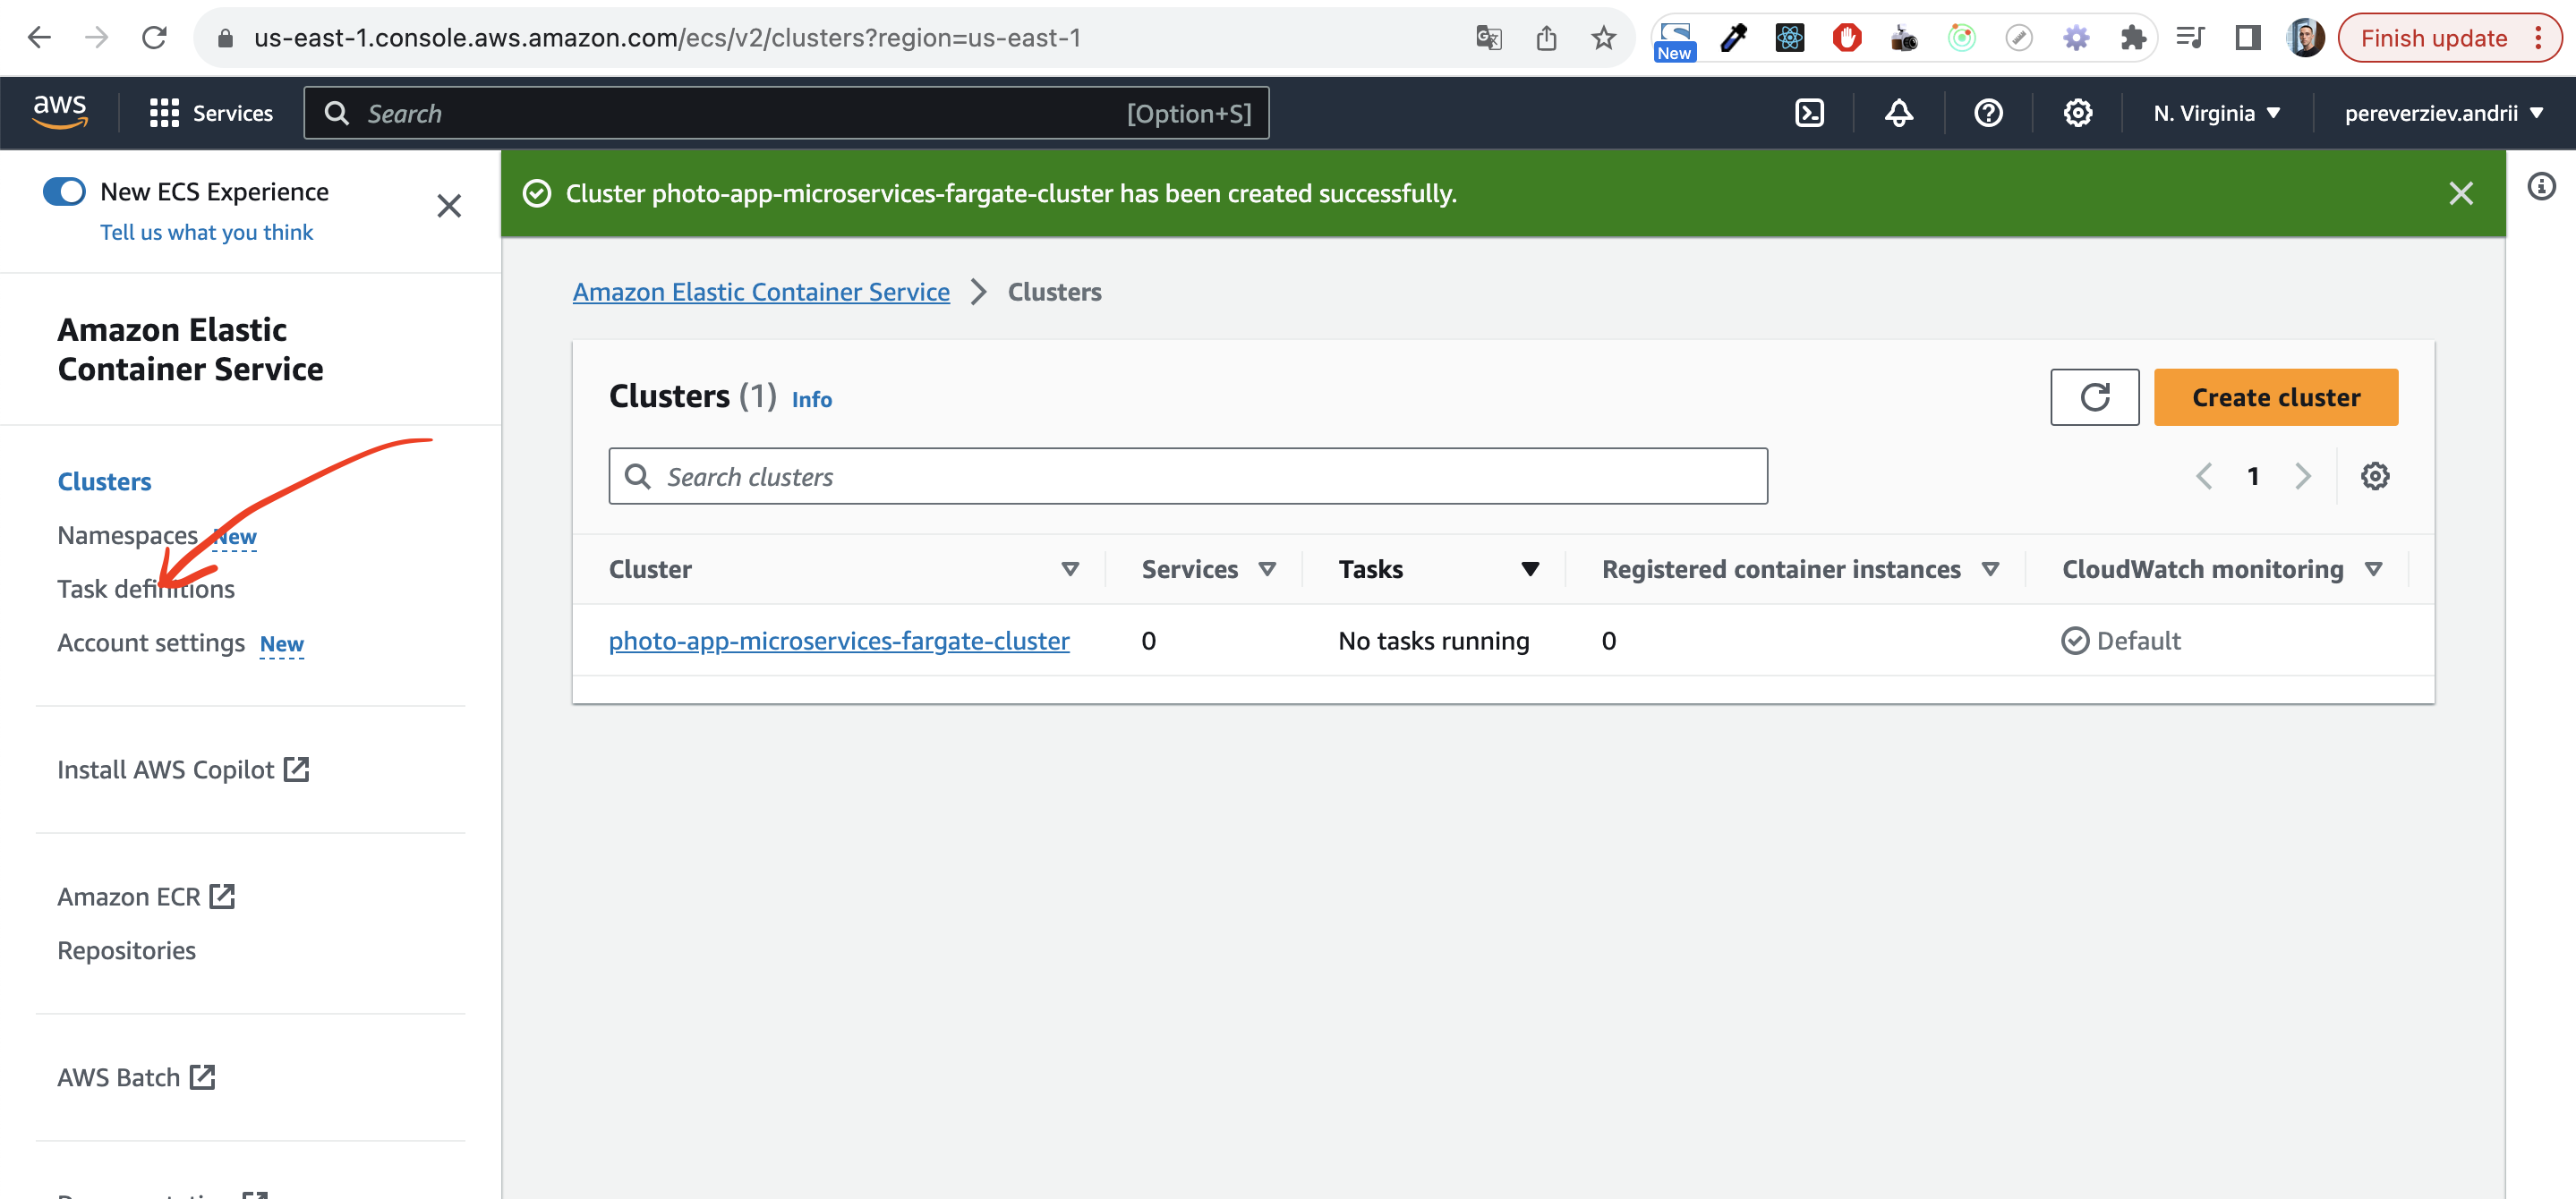 us-east-1.console.aws.amazon.com/ecs/v2/clusters?region=us-east-1
New
Finish update
aws
Services
Search
[Option+S]
N. Virginia
pereverziev.andrii
New ECS Experience
Tell us what you think
Cluster photo-app-microservices-fargate-cluster has been created successfully.
Amazon Elastic Container Service
Clusters
Amazon Elastic
Container Service
Clusters (1) Info
Create cluster
Search clusters
1
Clusters
Namespaces New
Task definitions
Account settings New
Cluster Services Tasks Registered container instances CloudWatch monitoring
photo-app-microservices-fargate-cluster 0 No tasks running 0 Default
Install AWS Copilot
Amazon ECR
Repositories
AWS Batch